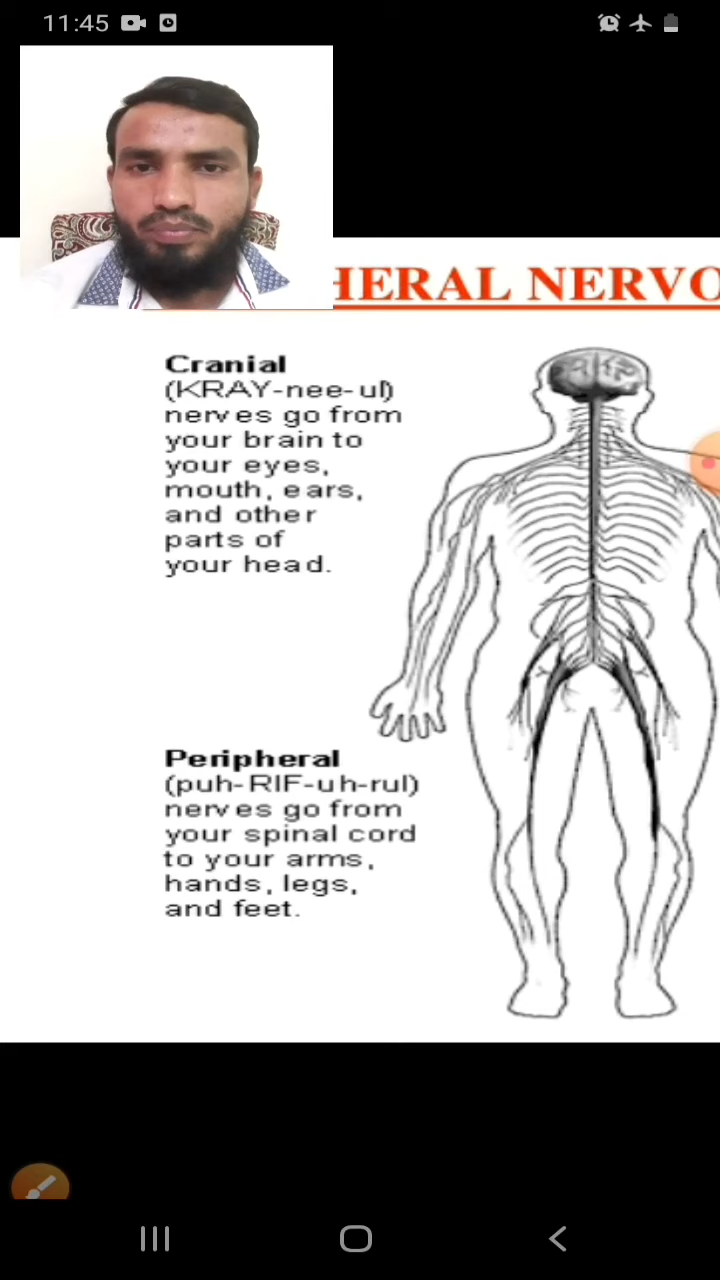 11:45
HERAL NERVO
Cranial
(KRAY-nee-ul)
nerves go from
your brain to
your eyes,
mouth, ears,
and other
parts of
your head.
Peripheral
(puh-RIF-uh-rul)
nerves go from
your spinal cord
to your arms,
hands, legs,
and feet.